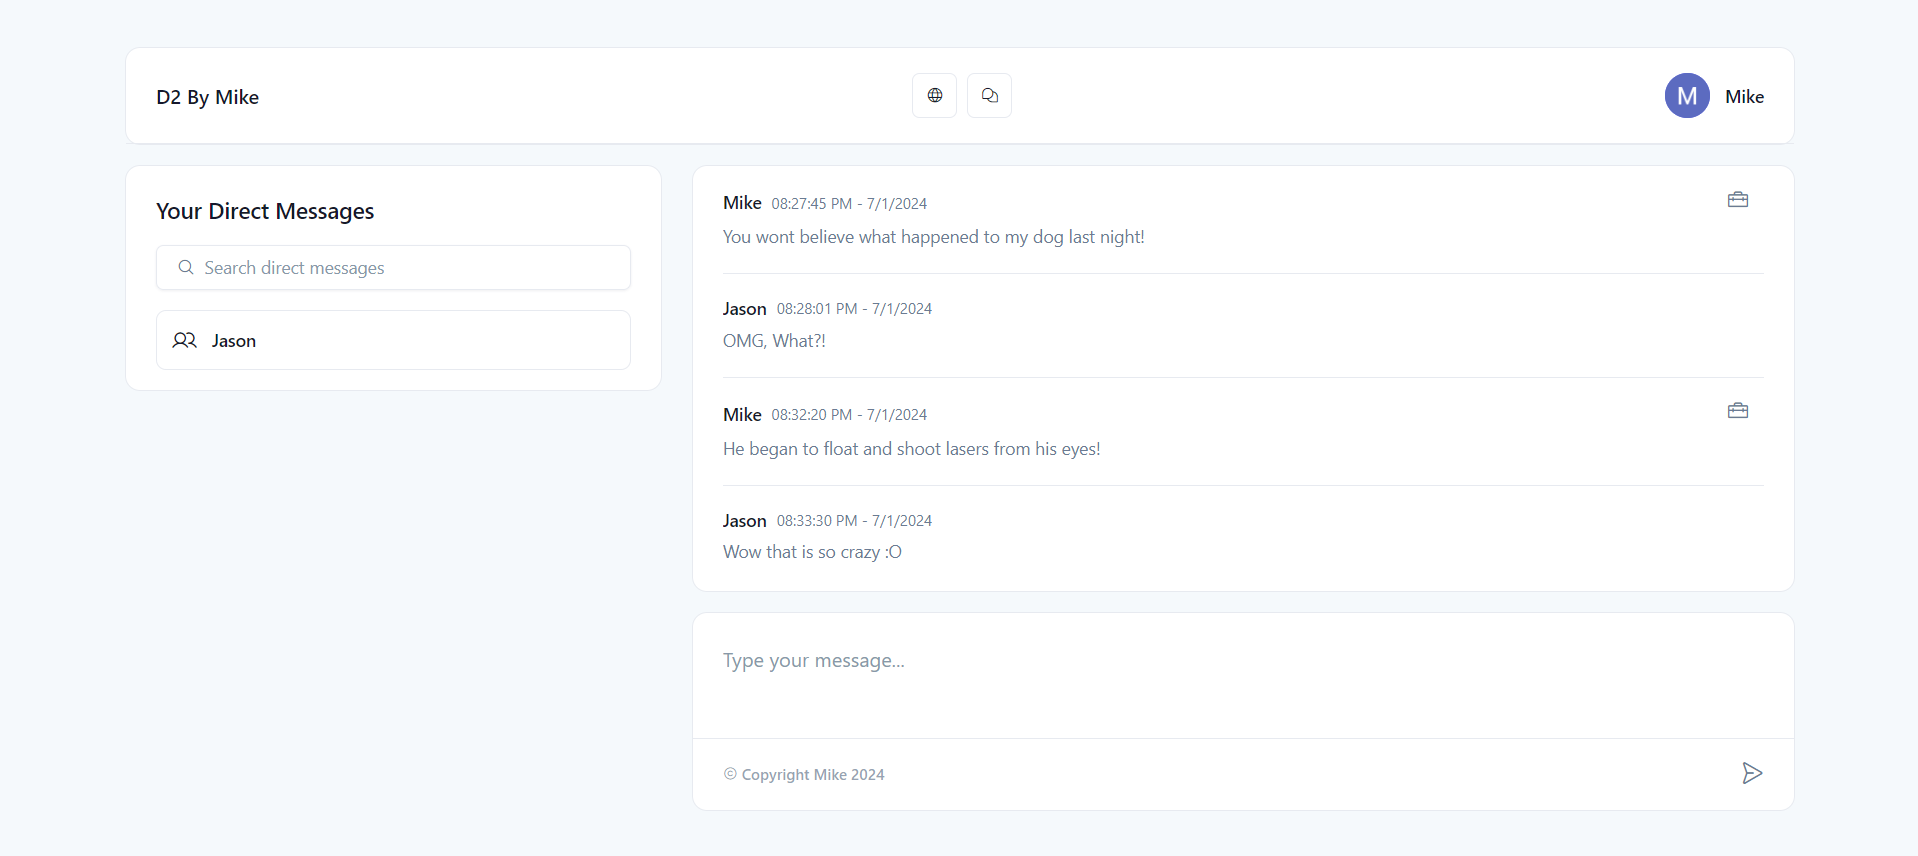 D2 By Mike
M
Mike
Your Direct Messages
Search direct messages
Jason
Mike 08:27:45 PM - 7/1/2024
You wont believe what happened to my dog last night!
Jason 08:28:01 PM - 7/1/2024
OMG, What?!
Mike 08:32:20 PM - 7/1/2024
He began to float and shoot lasers from his eyes!
Jason 08:33:30 PM - 7/1/2024
Wow that is so crazy :O
Type your message...
© Copyright Mike 2024